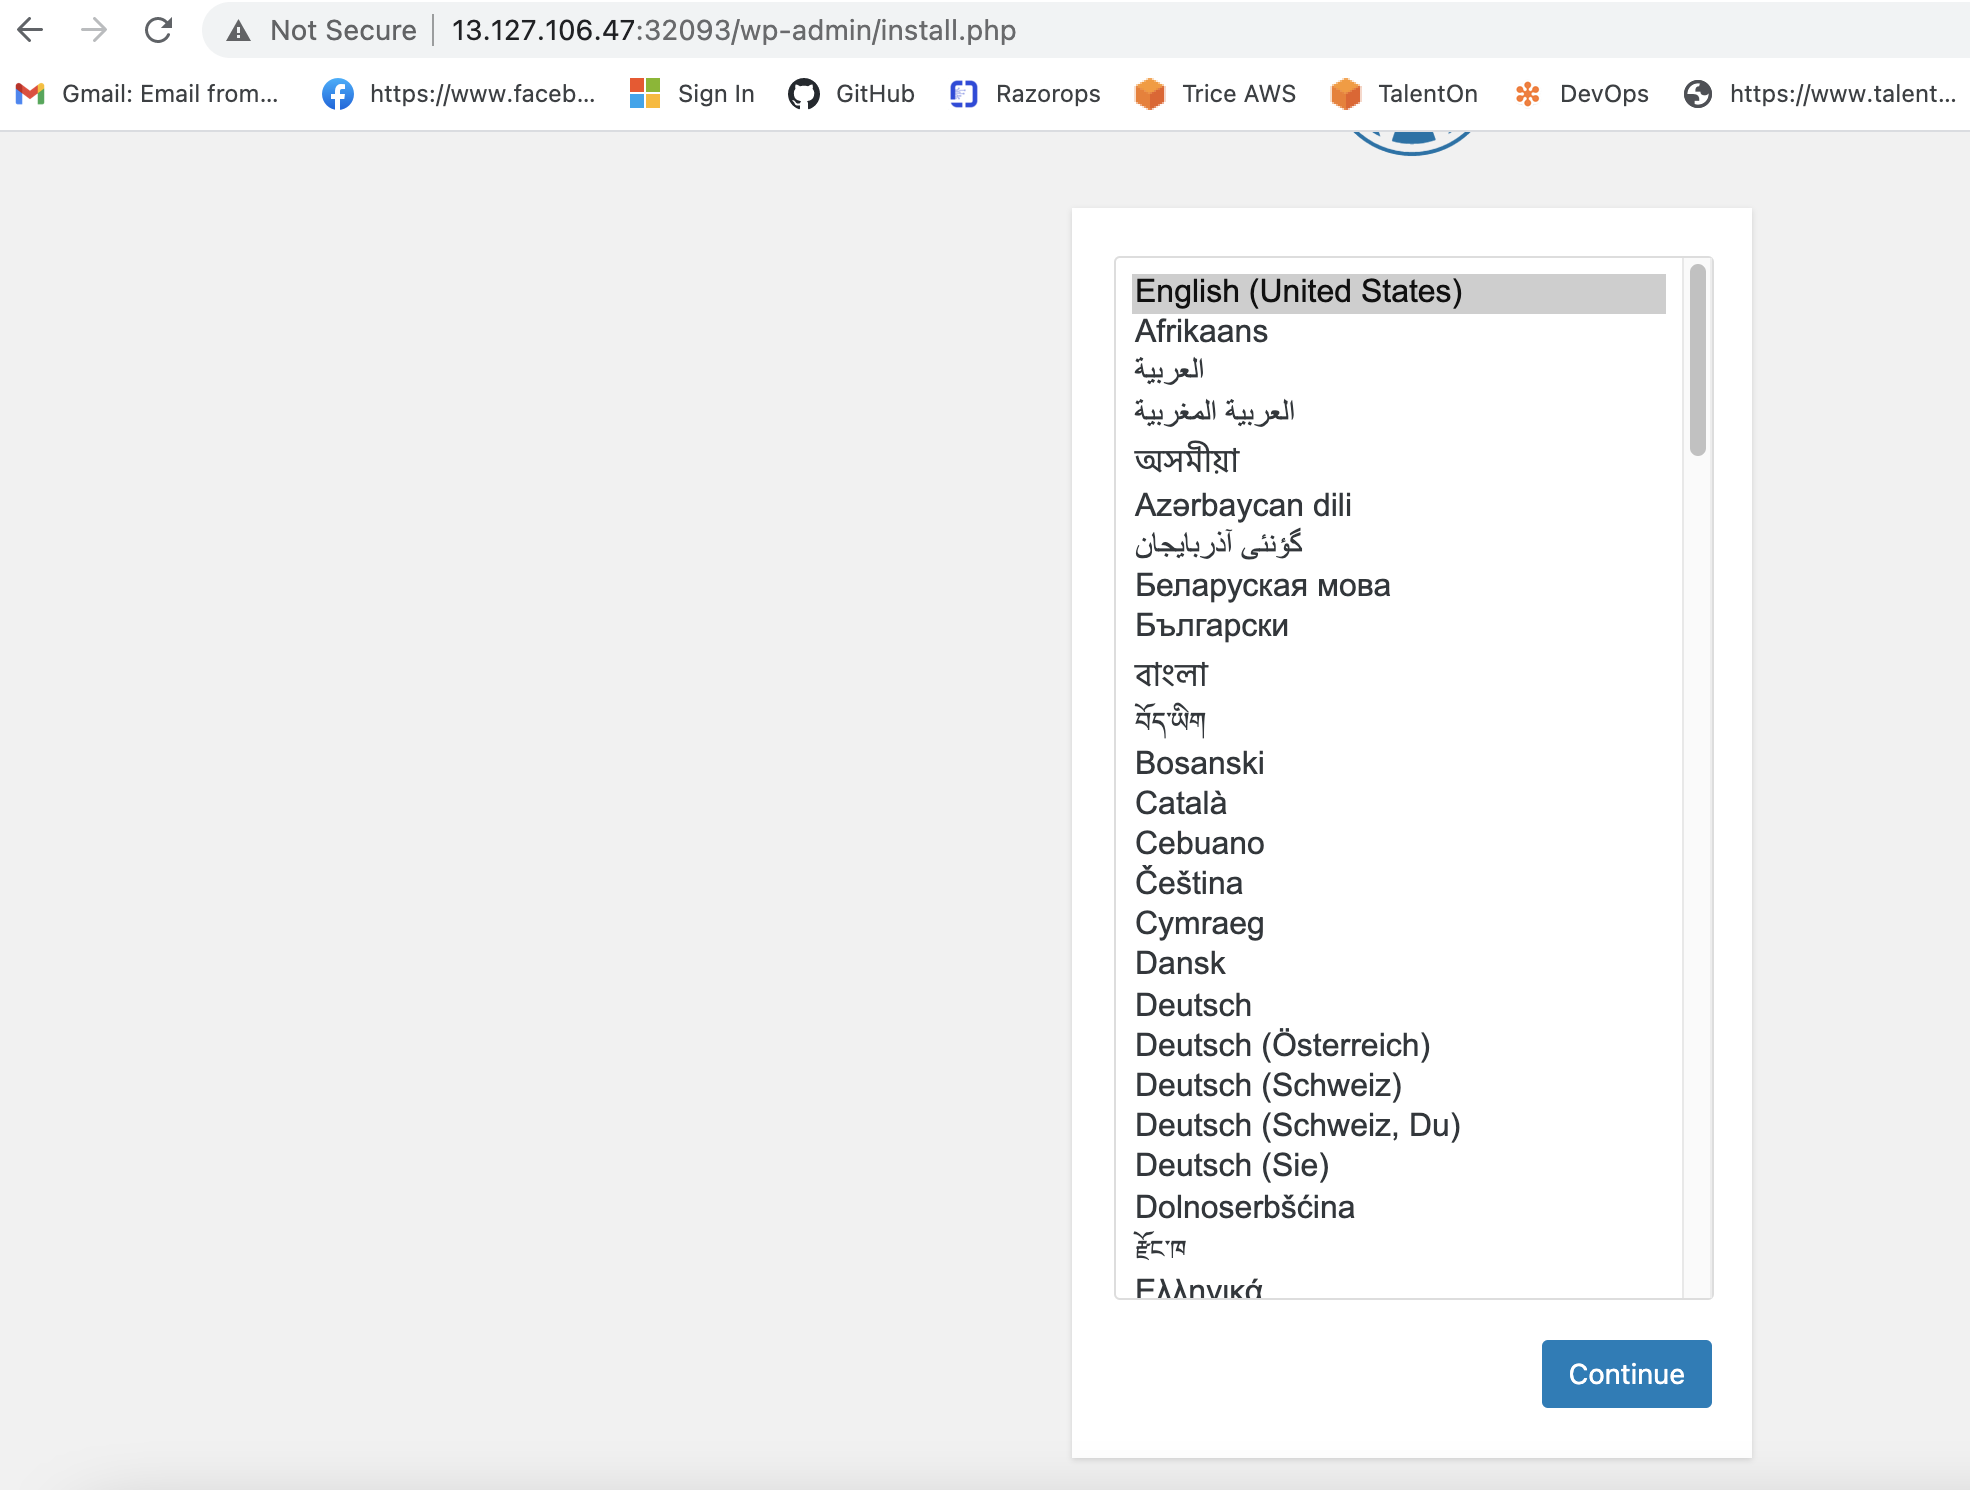 Not Secure 13.127.106.47:32093/wp-admin/install.php
Gmail: Email from... https://www.faceb... Sign In GitHub Razorops Trice AWS TalentOn DevOps https://www.talent...
English (United States)
Afrikaans
العربية
العربية المغربية
অসমীয়া
Azərbaycan dili
گؤنئی آذربایجان
Беларуская мова
Български
বাংলা
བོད་ཡིག
Bosanski
Català
Cebuano
Čeština
Cymraeg
Dansk
Deutsch
Deutsch (Österreich)
Deutsch (Schweiz)
Deutsch (Schweiz, Du)
Deutsch (Sie)
Dolnoserbšćina
རྫོང་ཁ
Ελληνικά
Continue